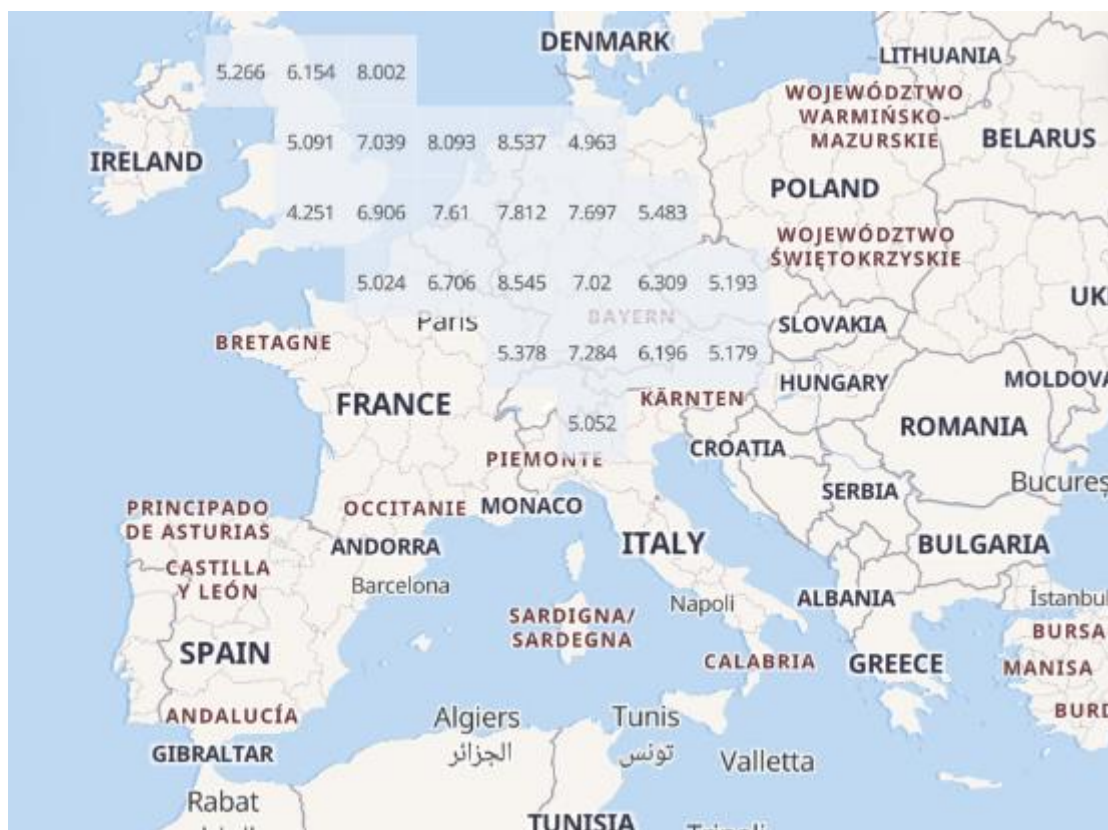 DENMARK
LITHUANIA
5.266 6.154 8.002
WOJEWÓDZTWO
WARMIŃSKO-
MAZURSKIE
BELARUS
IRELAND
5.091 7.039 8.093 8.537 4.963
POLAND
4.251 6.906 7.61 7.812 7.697 5.483
WOJEWÓDZTWO
ŚWIĘTOKRZYSKIE
5.024 6.706 8.545 7.02 6.309 5.193
UK
Paris
BAYERN
SLOVAKIA
BRETAGNE
5.378 7.284 6.196 5.179
HUNGARY
MOLDOVA
FRANCE
KÄRNTEN
5.052
ROMANIA
CROATIA
PIEMONTE
SERBIA
Bucureș
PRINCIPADO
DE ASTURIAS
OCCITANIE
MONACO
ANDORRA
ITALY
BULGARIA
CASTILLA
Y LEÓN
Barcelona
SARDIGNA/
SARDEGNA
Napoli
ALBANIA
İstanbul
BURSA
SPAIN
CALABRIA
GREECE
MANISA
ANDALUCÍA
Algiers
الجزائر
Tunis
تونس
BURD
GIBRALTAR
Valletta
Rabat
TUNISIA